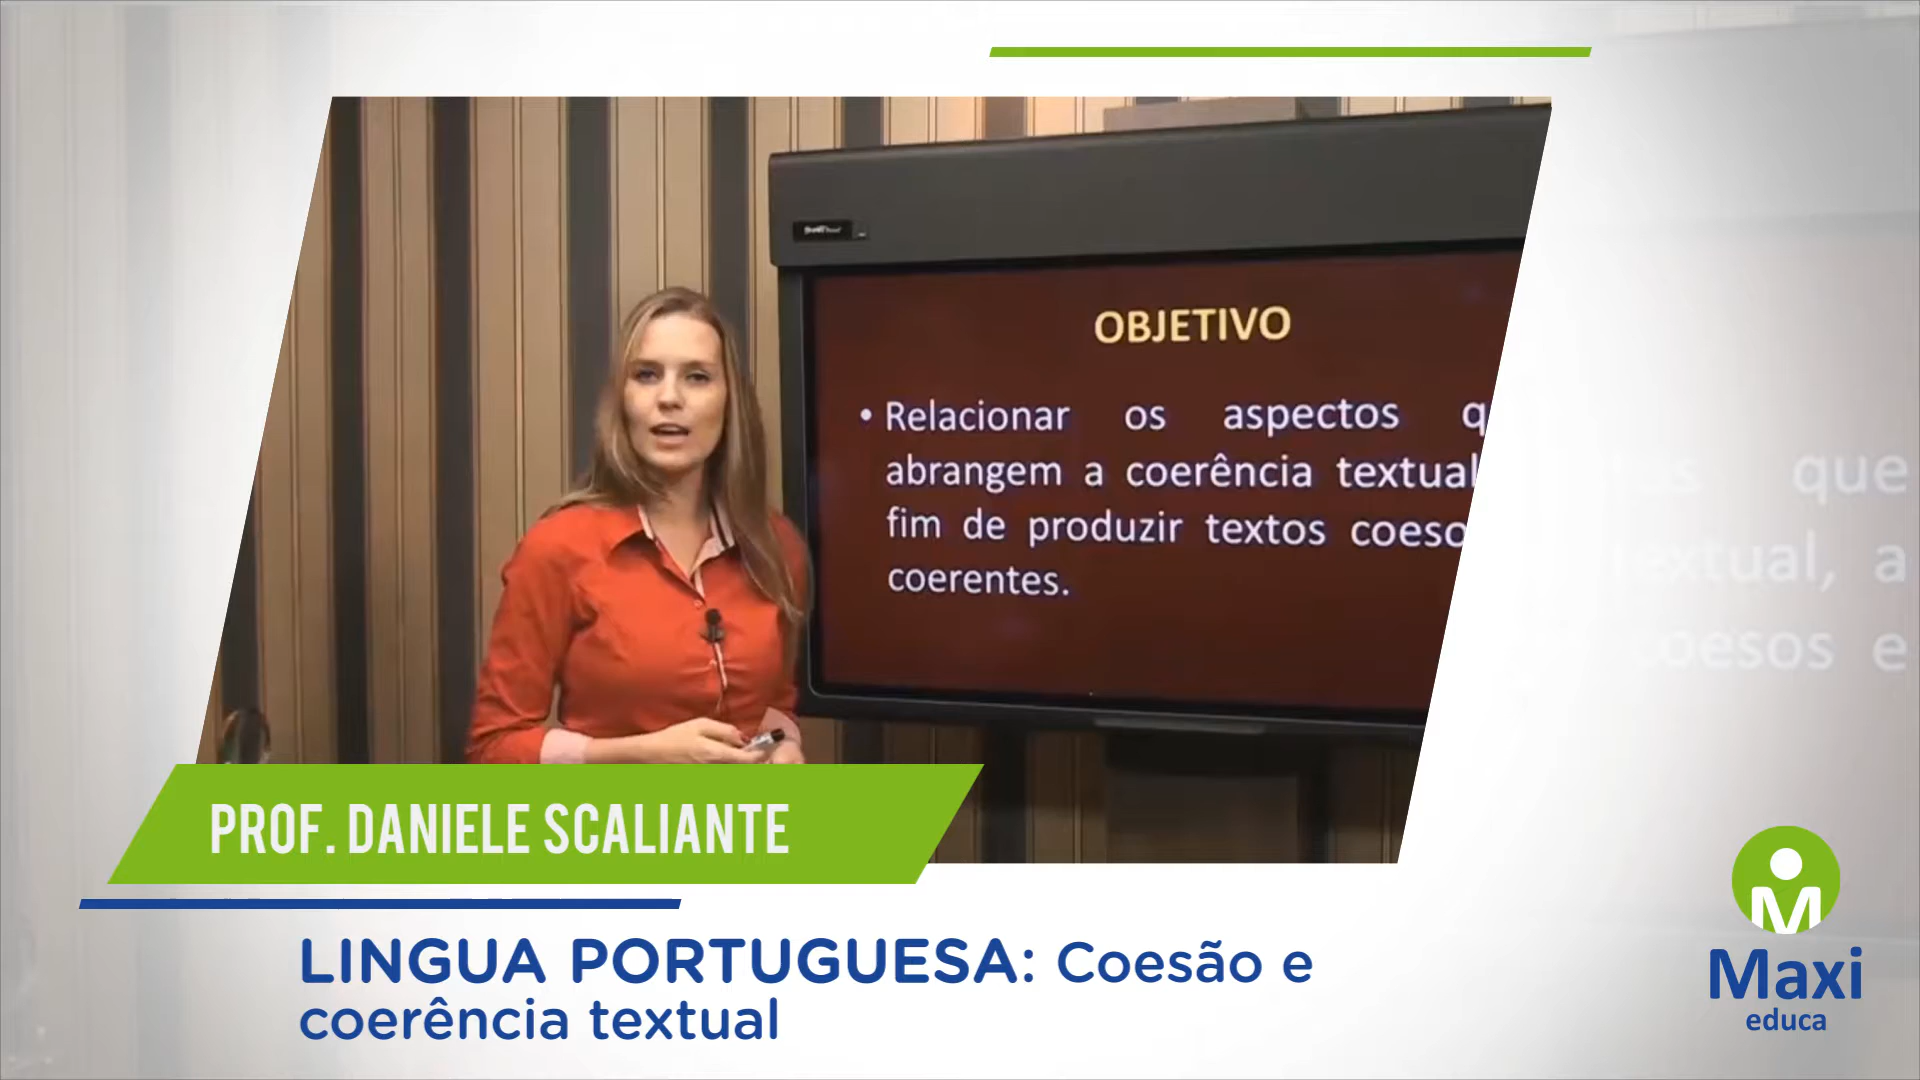 OBJETIVO
• Relacionar os aspectos q
abrangem a coerência textual
fim de produzir textos coeso
coerentes.
que
textual, a
coesos e
PROF. DANIELE SCALIANTE
LINGUA PORTUGUESA: Coesão e
coerência textual
M
Maxi
educa